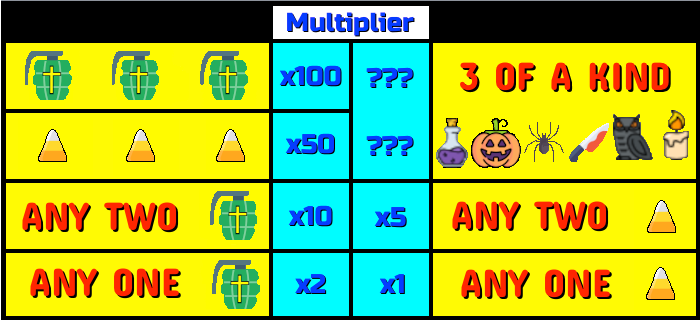 Multiplier
x100 ??? 3 OF A KIND
x50 ???
ANY TWO x10 x5 ANY TWO
ANY ONE x2 x1 ANY ONE